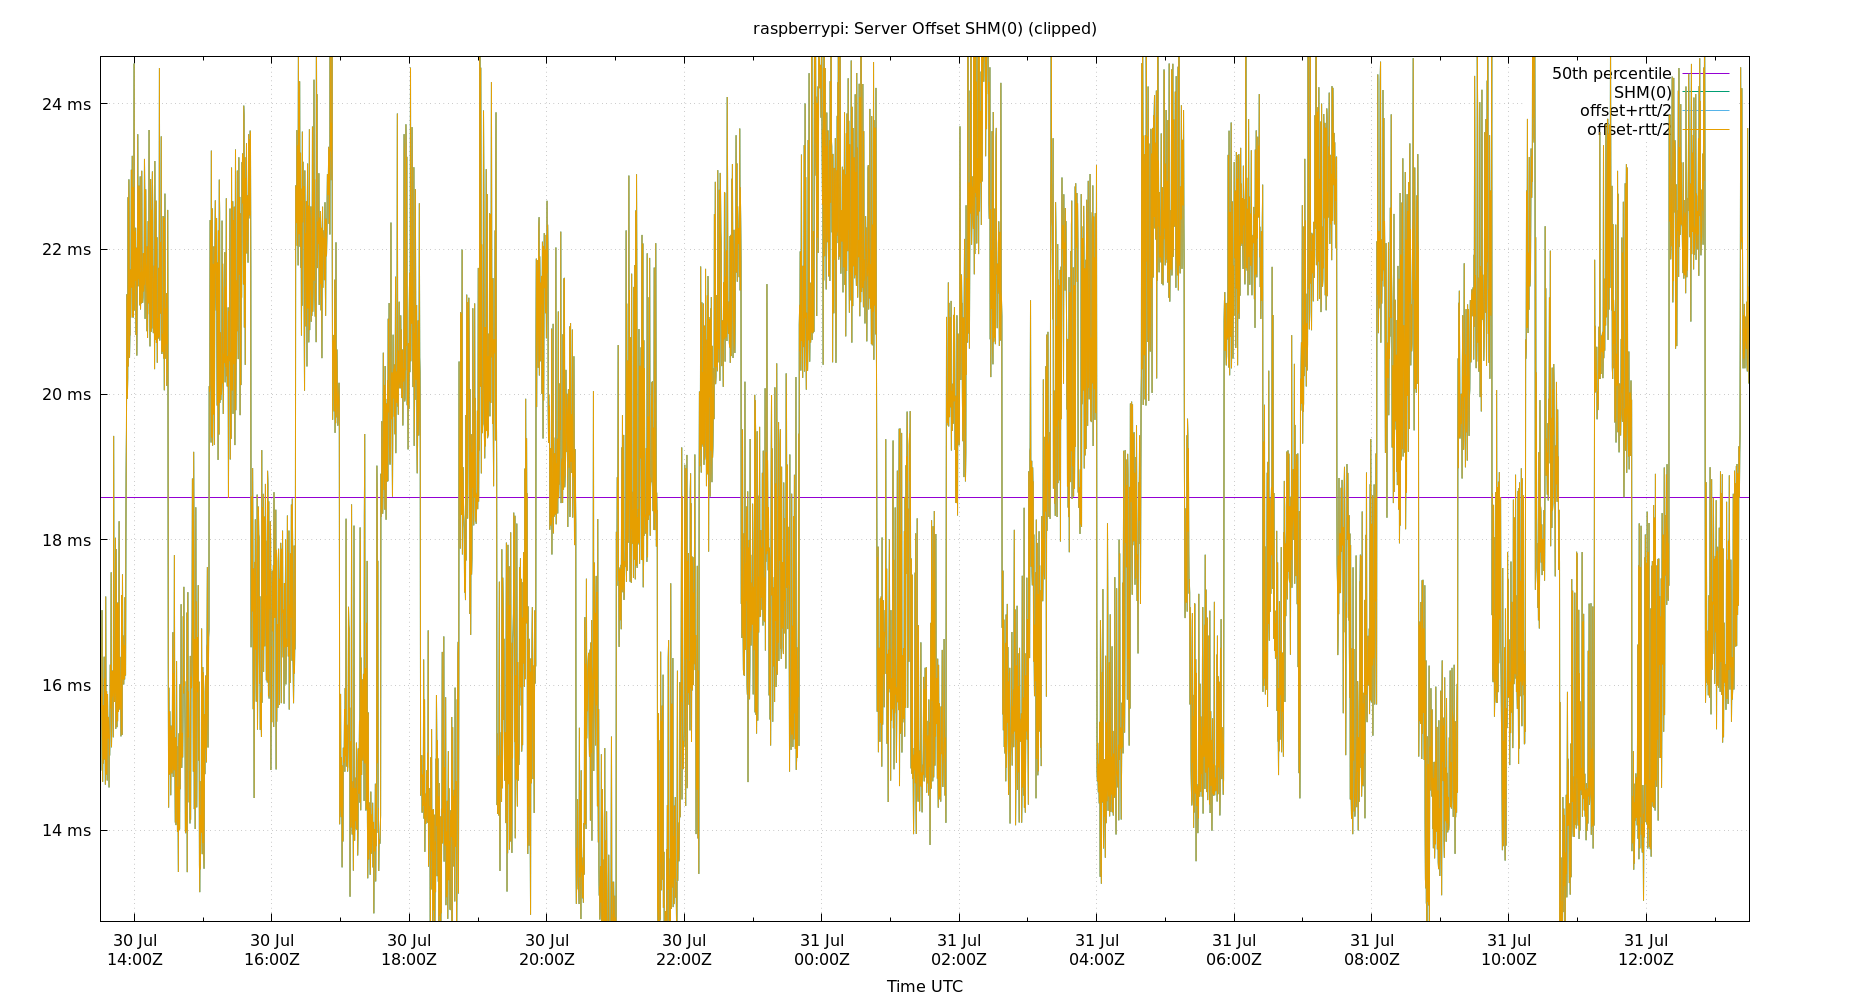 raspberrypi: Server Offset SHM(0) (clipped)
50th percentile
SHM(0)
offset+rtt/2
offset-rtt/2
24 ms
22 ms
20 ms
18 ms
16 ms
14 ms
30 Jul 30 Jul 30 Jul 30 Jul 30 Jul 31 Jul 31 Jul 31 Jul 31 Jul 31 Jul 31 Jul 31 Jul
14:00Z 16:00Z 18:00Z 20:00Z 22:00Z 00:00Z 02:00Z 04:00Z 06:00Z 08:00Z 10:00Z 12:00Z
Time UTC